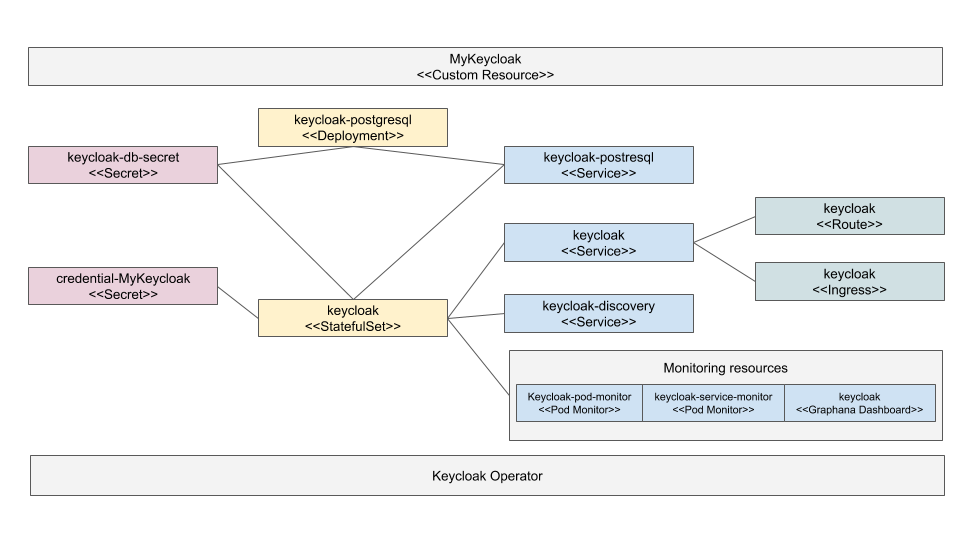 MyKeycloak
<<Custom Resource>>
keycloak-postgresql
<<Deployment>>
keycloak-db-secret
<<Secret>>
keycloak-postresql
<<Service>>
keycloak
<<Route>>
keycloak
<<Service>>
keycloak
<<Ingress>>
credential-MyKeycloak
<<Secret>>
keycloak
<<StatefulSet>>
keycloak-discovery
<<Service>>
Monitoring resources
Keycloak-pod-monitor
<<Pod Monitor>>
keycloak-service-monitor
<<Pod Monitor>>
keycloak
<<Graphana Dashboard>>
Keycloak Operator